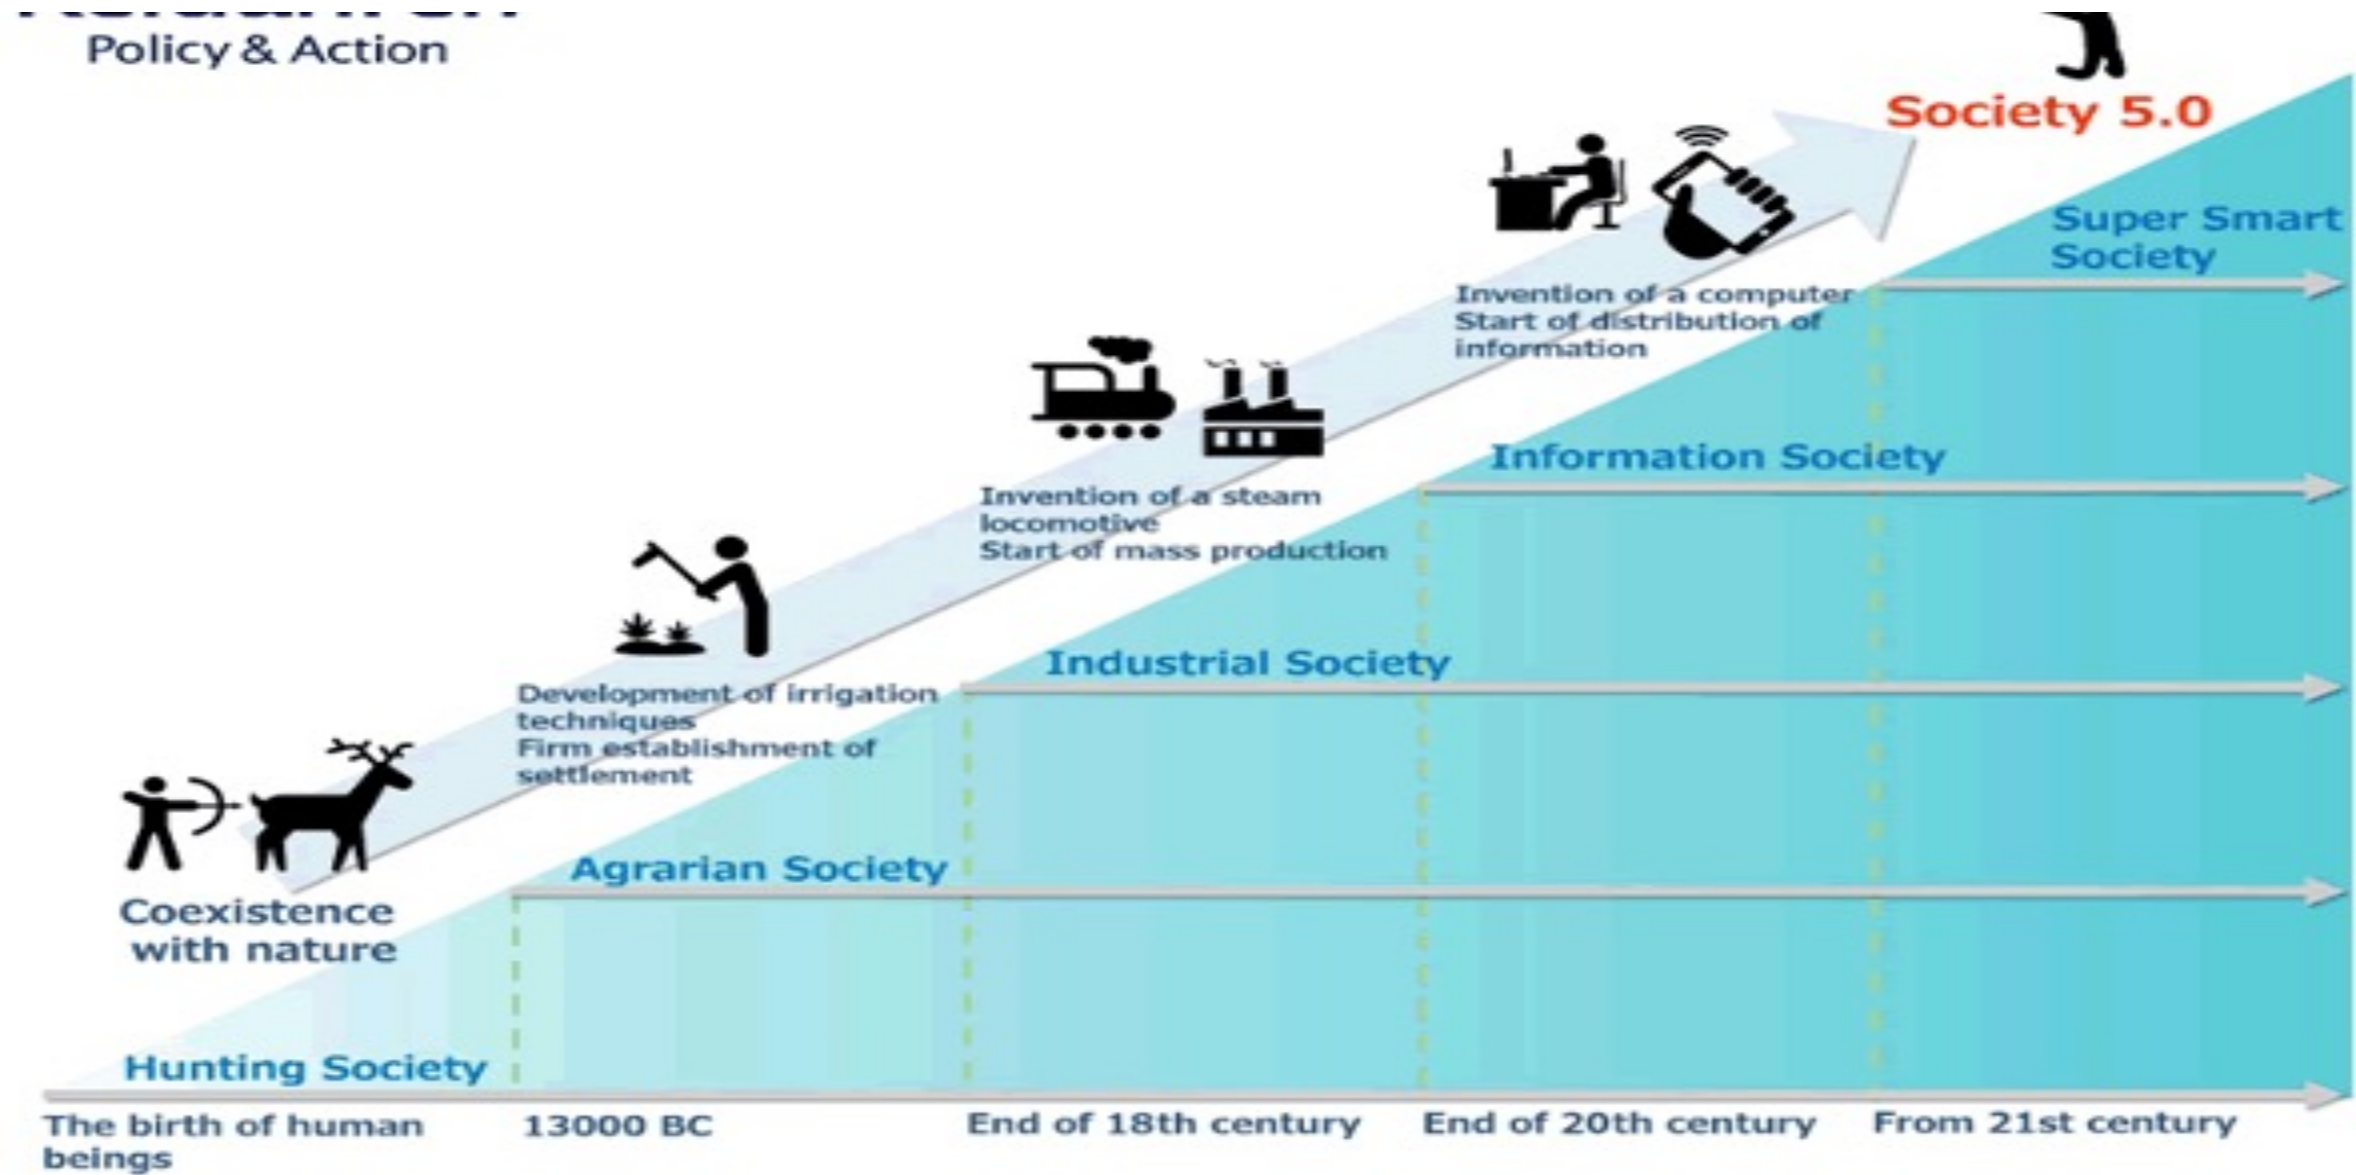 Policy & Action
Society 5.0
Super Smart
Society
Invention of a computer
Start of distribution of
information
Information Society
Invention of a steam
locomotive
Start of mass production
Industrial Society
Development of irrigation
techniques
Firm establishment of
settlement
Agrarian Society
Coexistence
with nature
Hunting Society
The birth of human
beings
13000 BC
End of 18th century
End of 20th century
From 21st century